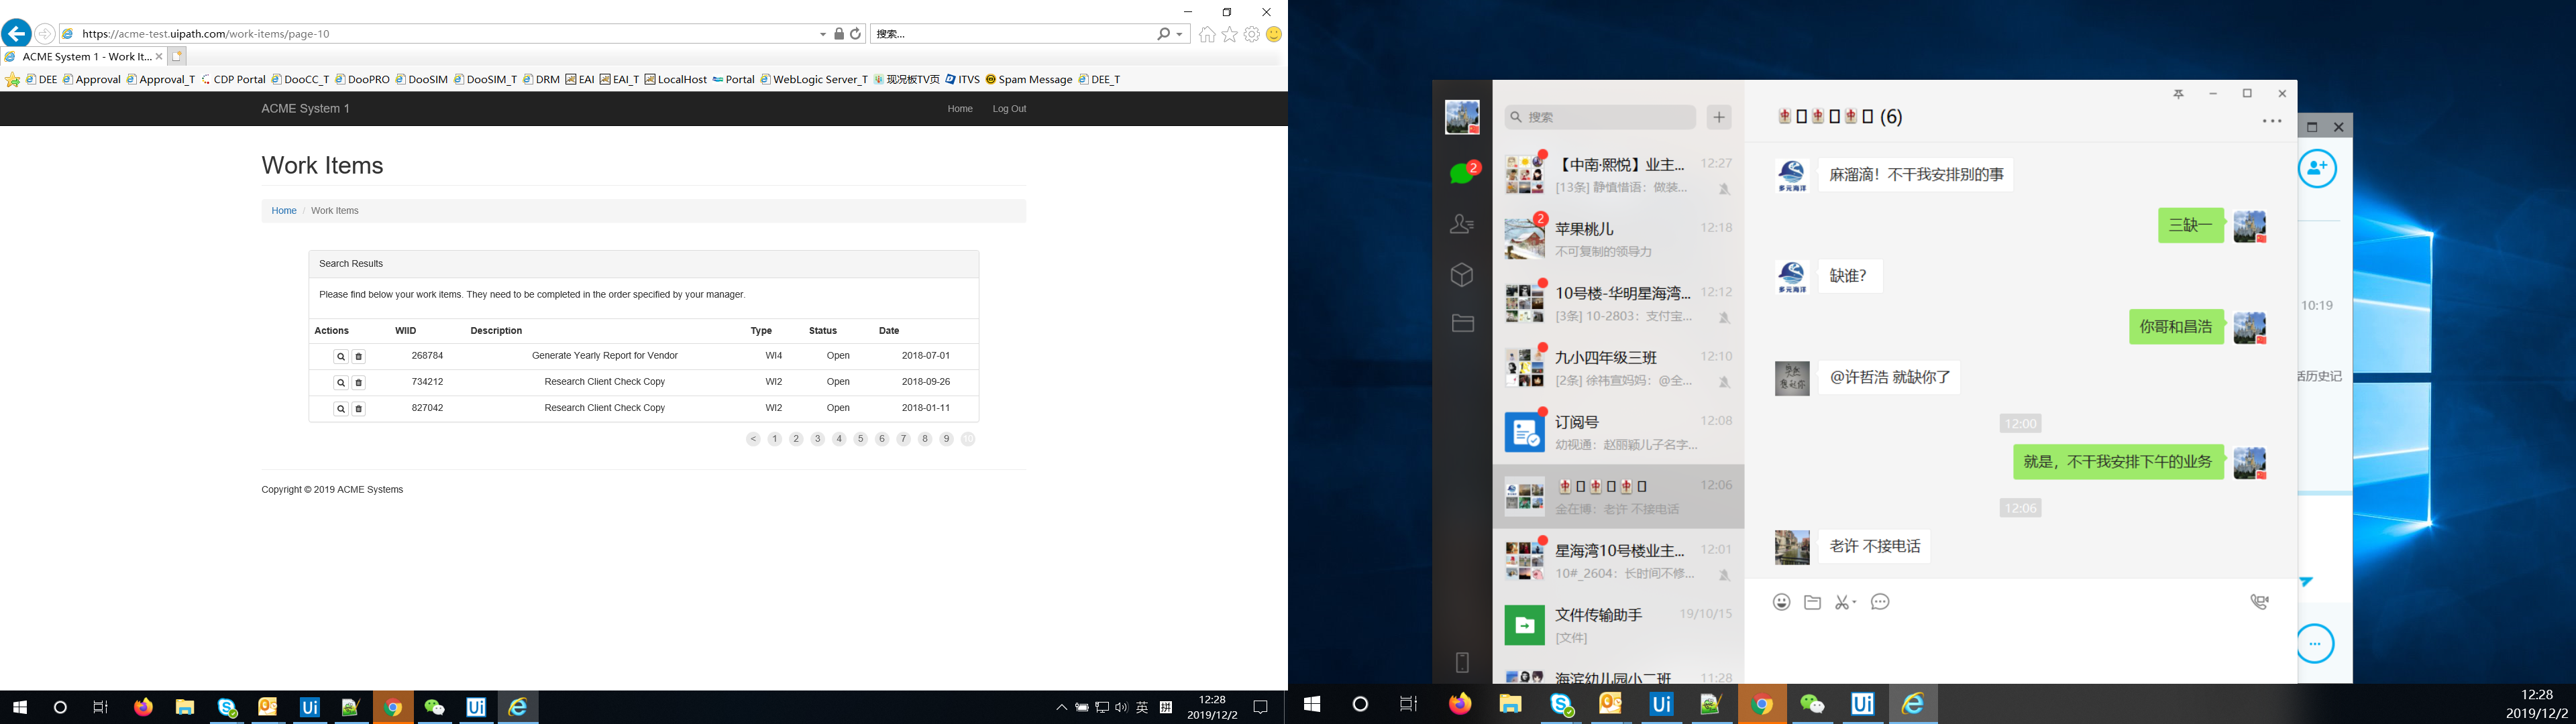 https://acme-test.uipath.com/work-items/page-10
搜索...
ACME System 1 - Work It...
DEE Approval Approval_T CDP Portal DooCC_T DooPRO DooSIM DooSIM_T DRM EAI EAI_T LocalHost Portal WebLogic Server_T 现况板TV页 ITVS Spam Message DEE_T
ACME System 1 Home Log Out
Work Items
Home / Work Items
Search Results
Please find below your work items. They need to be completed in the order specified by your manager.
Actions WIID Description Type Status Date
268784 Generate Yearly Report for Vendor WI4 Open 2018-07-01
734212 Research Client Check Copy WI2 Open 2018-09-26
827042 Research Client Check Copy WI2 Open 2018-01-11
< 1 2 3 4 5 6 7 8 9 10
Copyright © 2019 ACME Systems
英 拼
12:28
2019/12/2
搜索
2
【中南·熙悦】业主... 12:27
[13条] 静慎惜语：做装...
2
苹果桃儿 12:18
不可复制的领导力
10号楼-华明星海湾... 12:12
[3条] 10-2803：支付宝...
九小四年级三班 12:10
[2条] 徐祎宣妈妈：@全...
订阅号 12:08
幼视通：赵丽颖儿子名字...
🀄 🀄 🀄 12:06
金在博：老许 不接电话
星海湾10号楼业主... 12:01
10#_2604：长时间不修...
文件传输助手 19/10/15
[文件]
海滨幼儿园小二班 11:28
🀄 🀄 🀄 (6)
多元海洋
麻溜滴！不干我安排别的事
三缺一
多元海洋
缺谁？
你哥和昌浩
@许哲浩 就缺你了
12:00
就是，不干我安排下午的业务
12:06
老许 不接电话
10:19
话历史记
12:28
2019/12/2